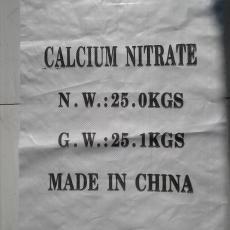 CALCIUM NITRATE
N.W.:25.0KGS
G.W.:25.1KGS
MADE IN CHINA